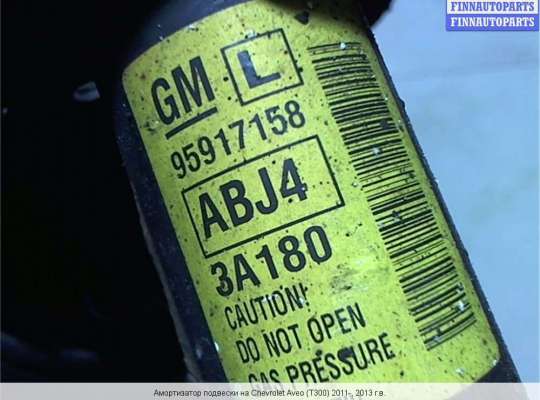 FINNAUTOPARTS
FINNAUTOPARTS
GM L
95917158
ABJ4
3A180
CAUTION!
DO NOT OPEN
GAS PRESSURE
Амортизатор подвески на Chevrolet Aveo (T300) 2011-, 2013 г.в.